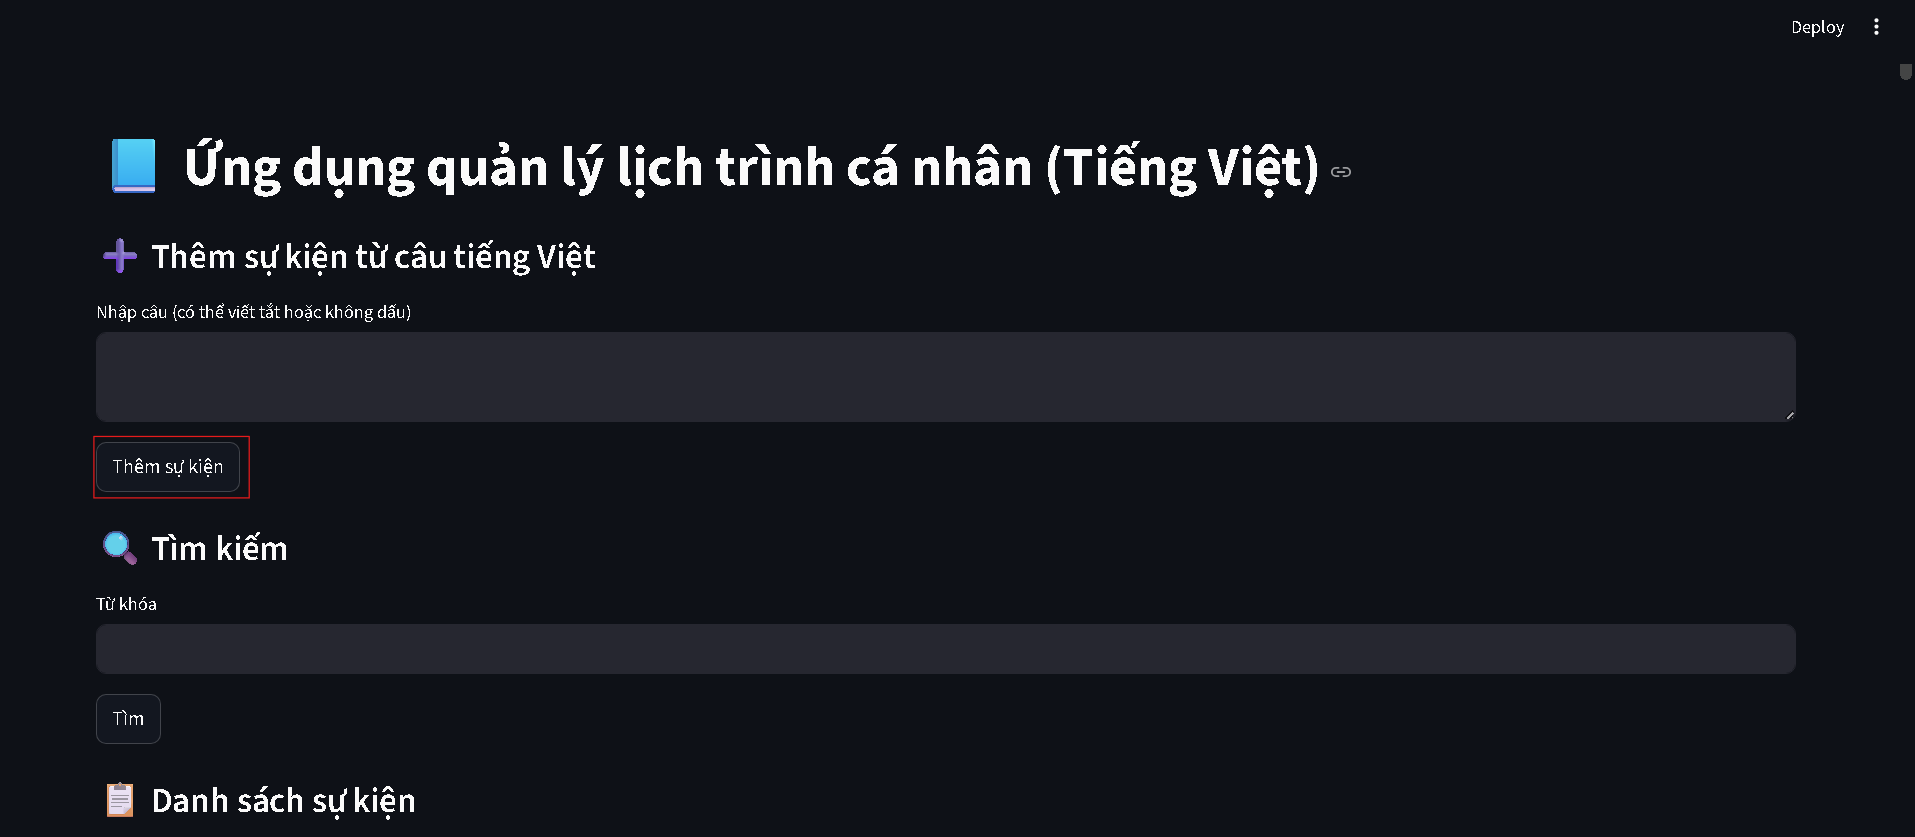 Deploy
Ứng dụng quản lý lịch trình cá nhân (Tiếng Việt)
Thêm sự kiện từ câu tiếng Việt
Nhập câu (có thể viết tắt hoặc không dấu)
Thêm sự kiện
Tìm kiếm
Từ khóa
Tìm
Danh sách sự kiện